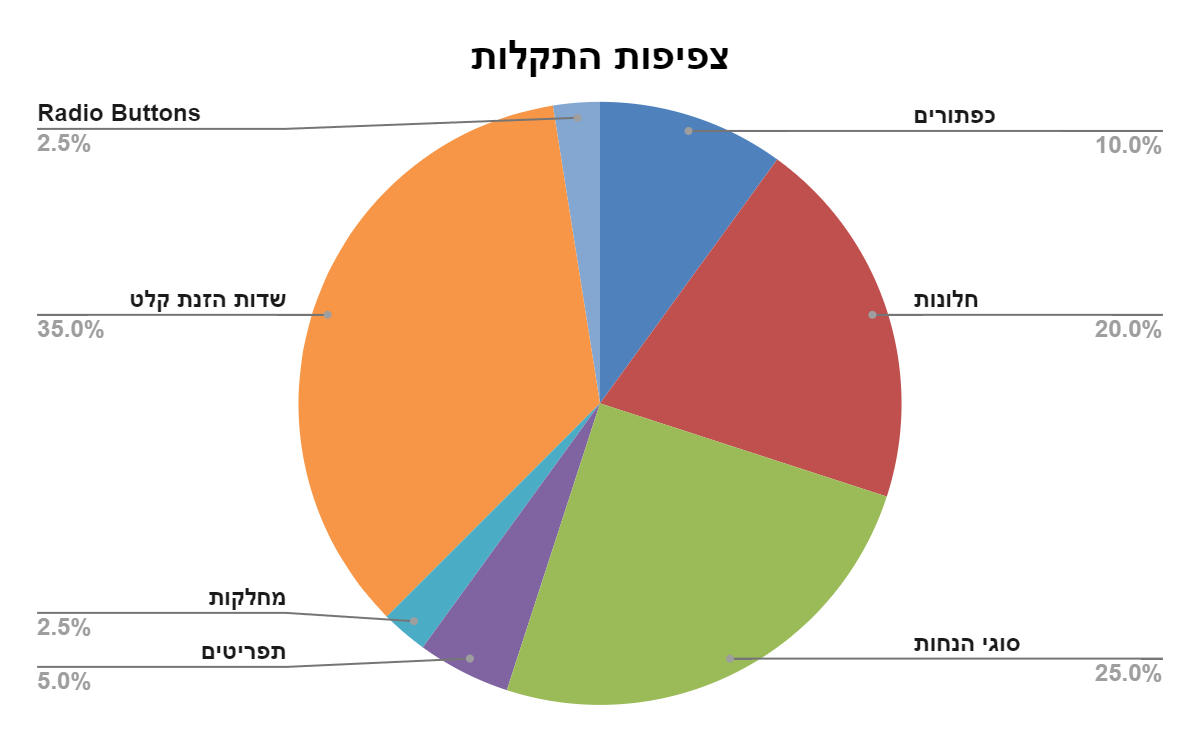 צפיפות התקלות
Radio Buttons
2.5%
כפתורים
10.0%
שדות הזנת קלט
35.0%
חלונות
20.0%
מחלקות
2.5%
תפריטים
5.0%
סוגי הנחות
25.0%